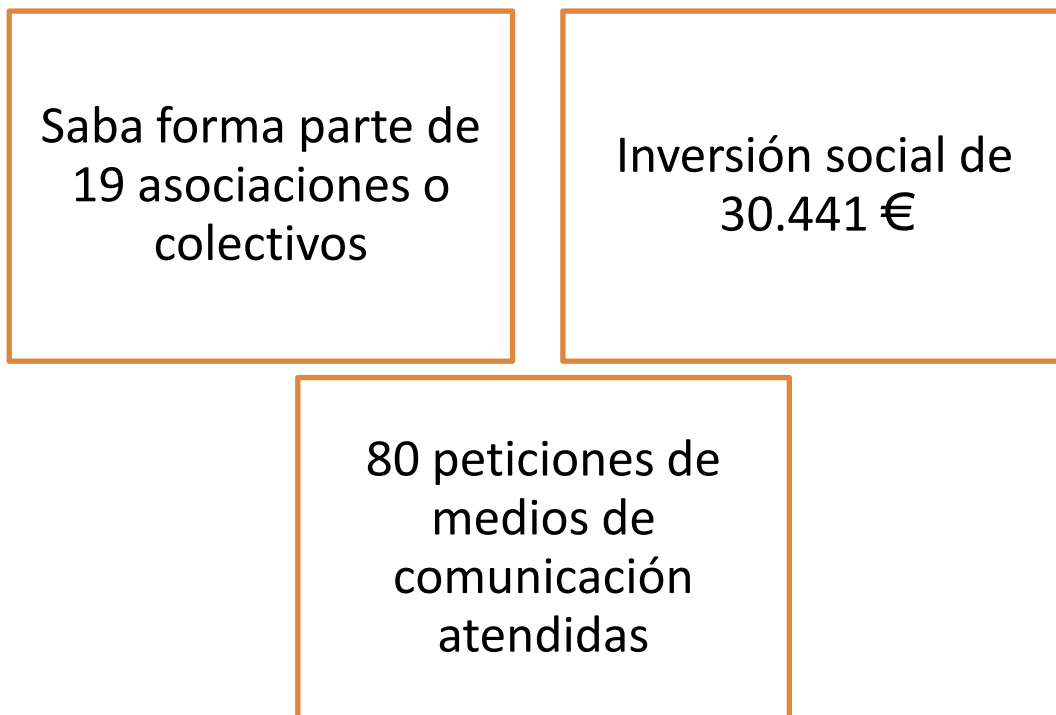 Saba forma parte de
19 asociaciones o
colectivos
Inversión social de
30.441 €
80 peticiones de
medios de
comunicación
atendidas